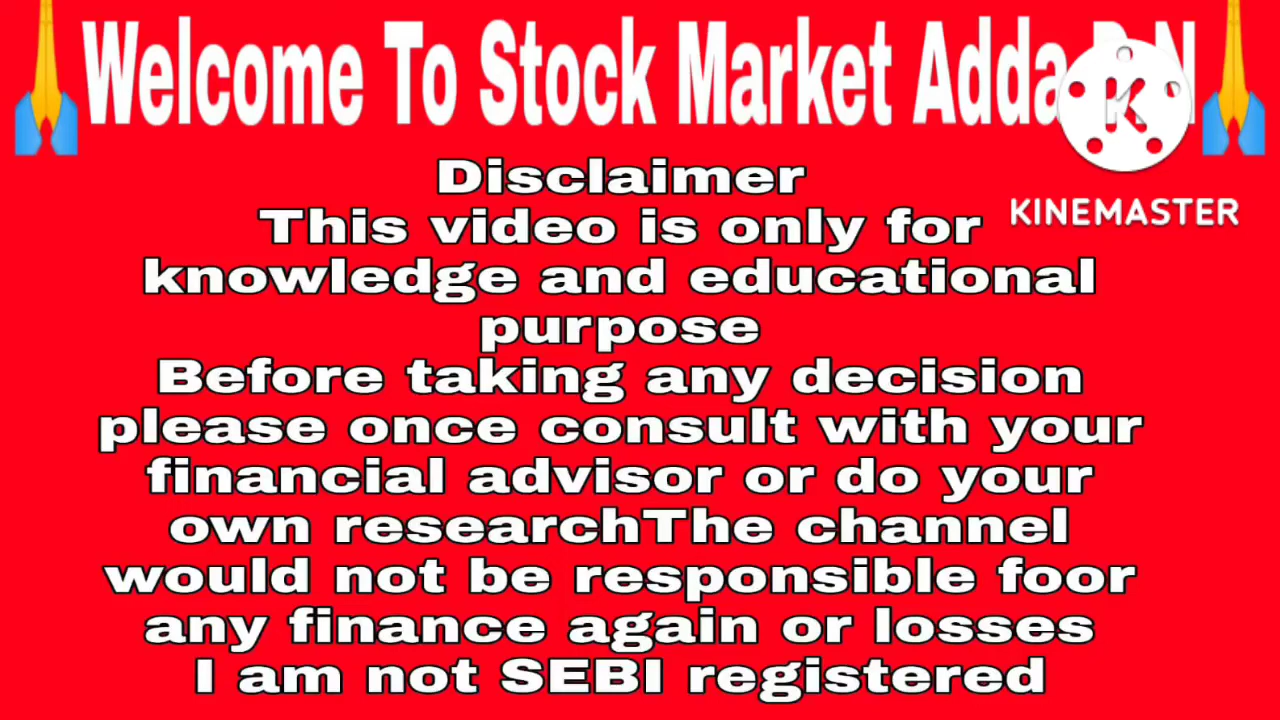 Welcome To Stock Market Adda
Disclaimer
This video is only for
KINEMASTER
knowledge and educational
purpose
Before taking any decision
please once consult with your
financial advisor or do your
own researchThe channel
would not be responsible foor
any finance again or losses
I am not SEBI registered